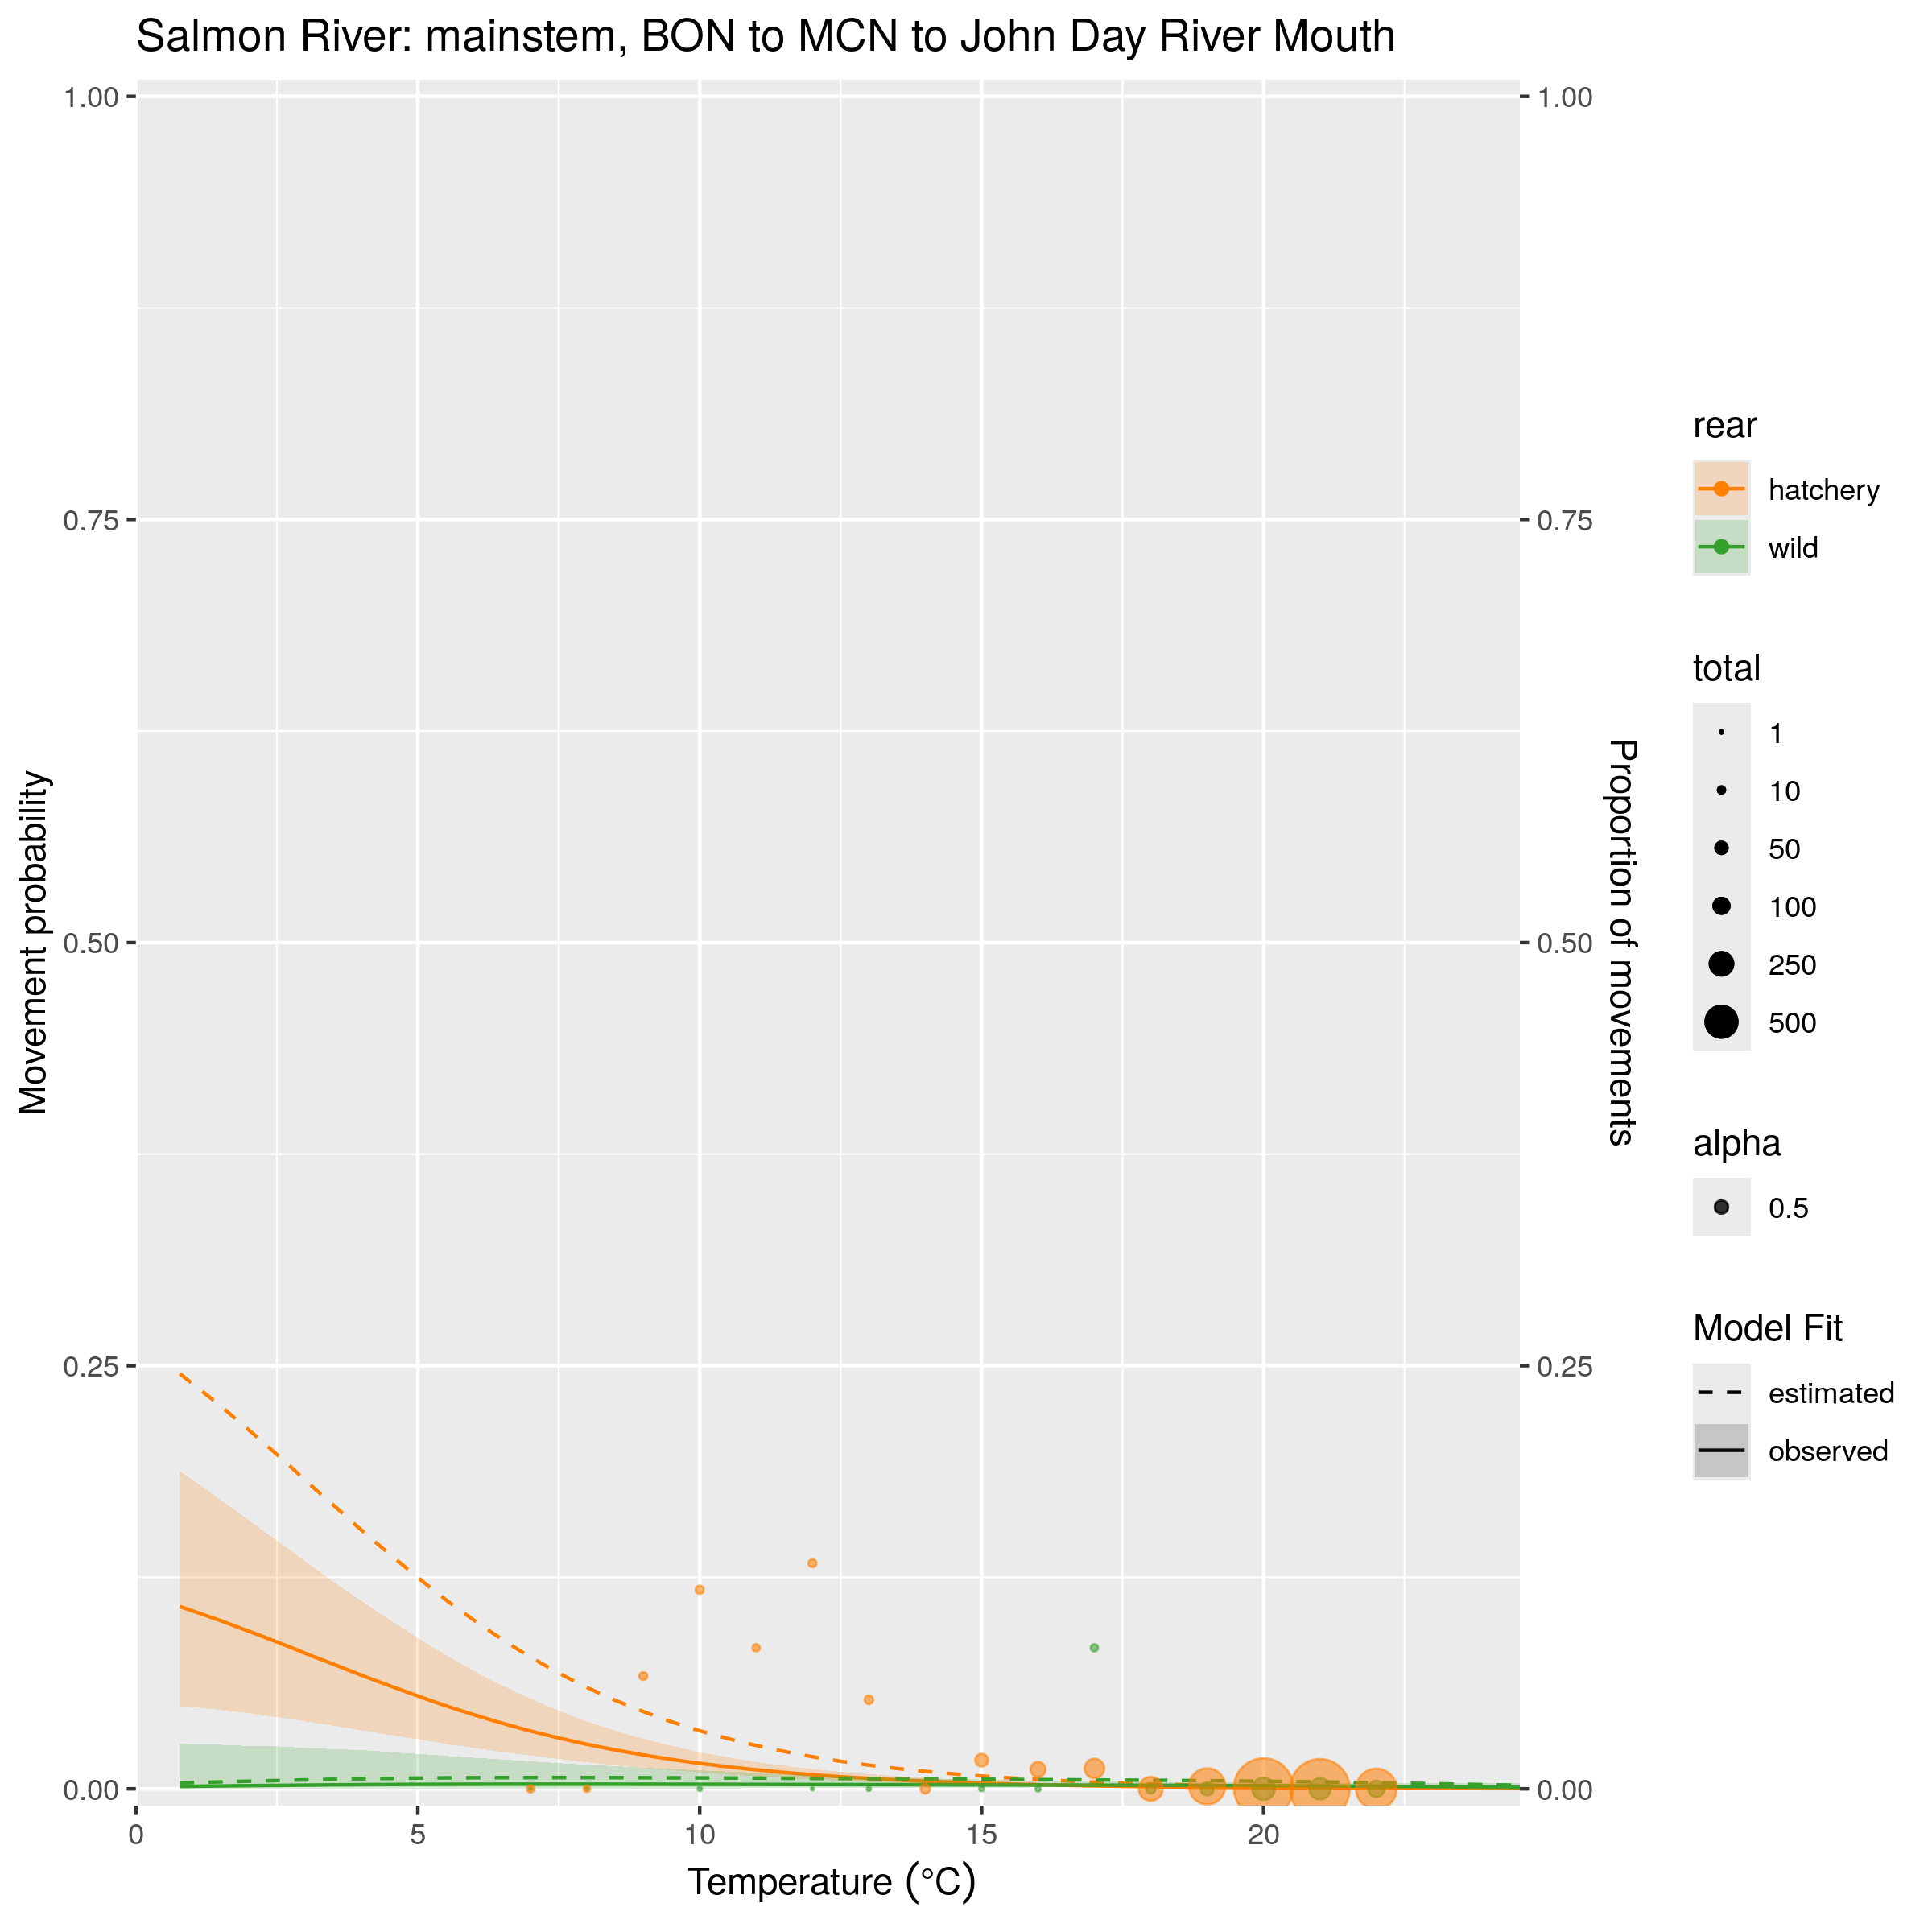 Salmon River: mainstem, BON to MCN to John Day River Mouth
1.00
0.75
0.50
0.25
0.00
Movement probability
0
5
10
15
20
Temperature (°C)
1.00
0.75
0.50
0.25
0.00
Proportion of movements
rear
hatchery
wild
total
1
10
50
100
250
500
alpha
0.5
Model Fit
estimated
observed